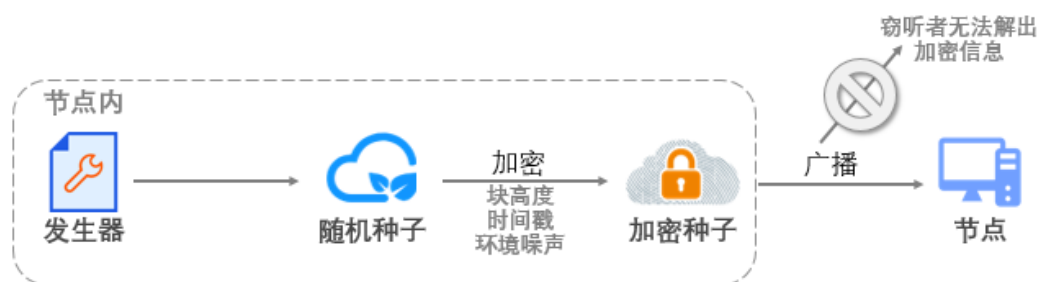 窃听者无法解出
加密信息
节点内
加密
广播
块高度
时间戳
环境噪声
发生器
随机种子
加密种子
节点